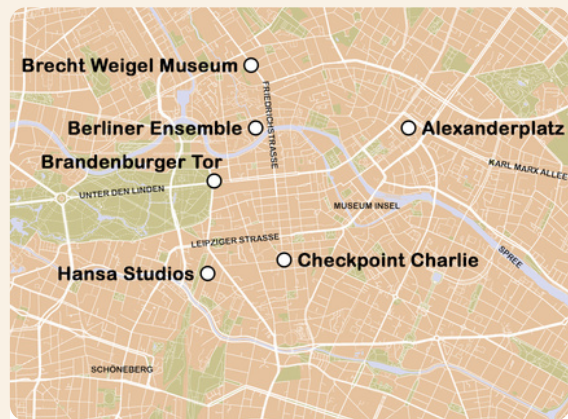 Brecht Weigel Museum
FRIEDRICHSTRASSE
Berliner Ensemble
Alexanderplatz
Brandenburger Tor
KARL MARX ALLEE
UNTER DEN LINDEN
MUSEUM INSEL
LEIPZIGER STRASSE
SPREE
Checkpoint Charlie
Hansa Studios
SCHÖNEBERG